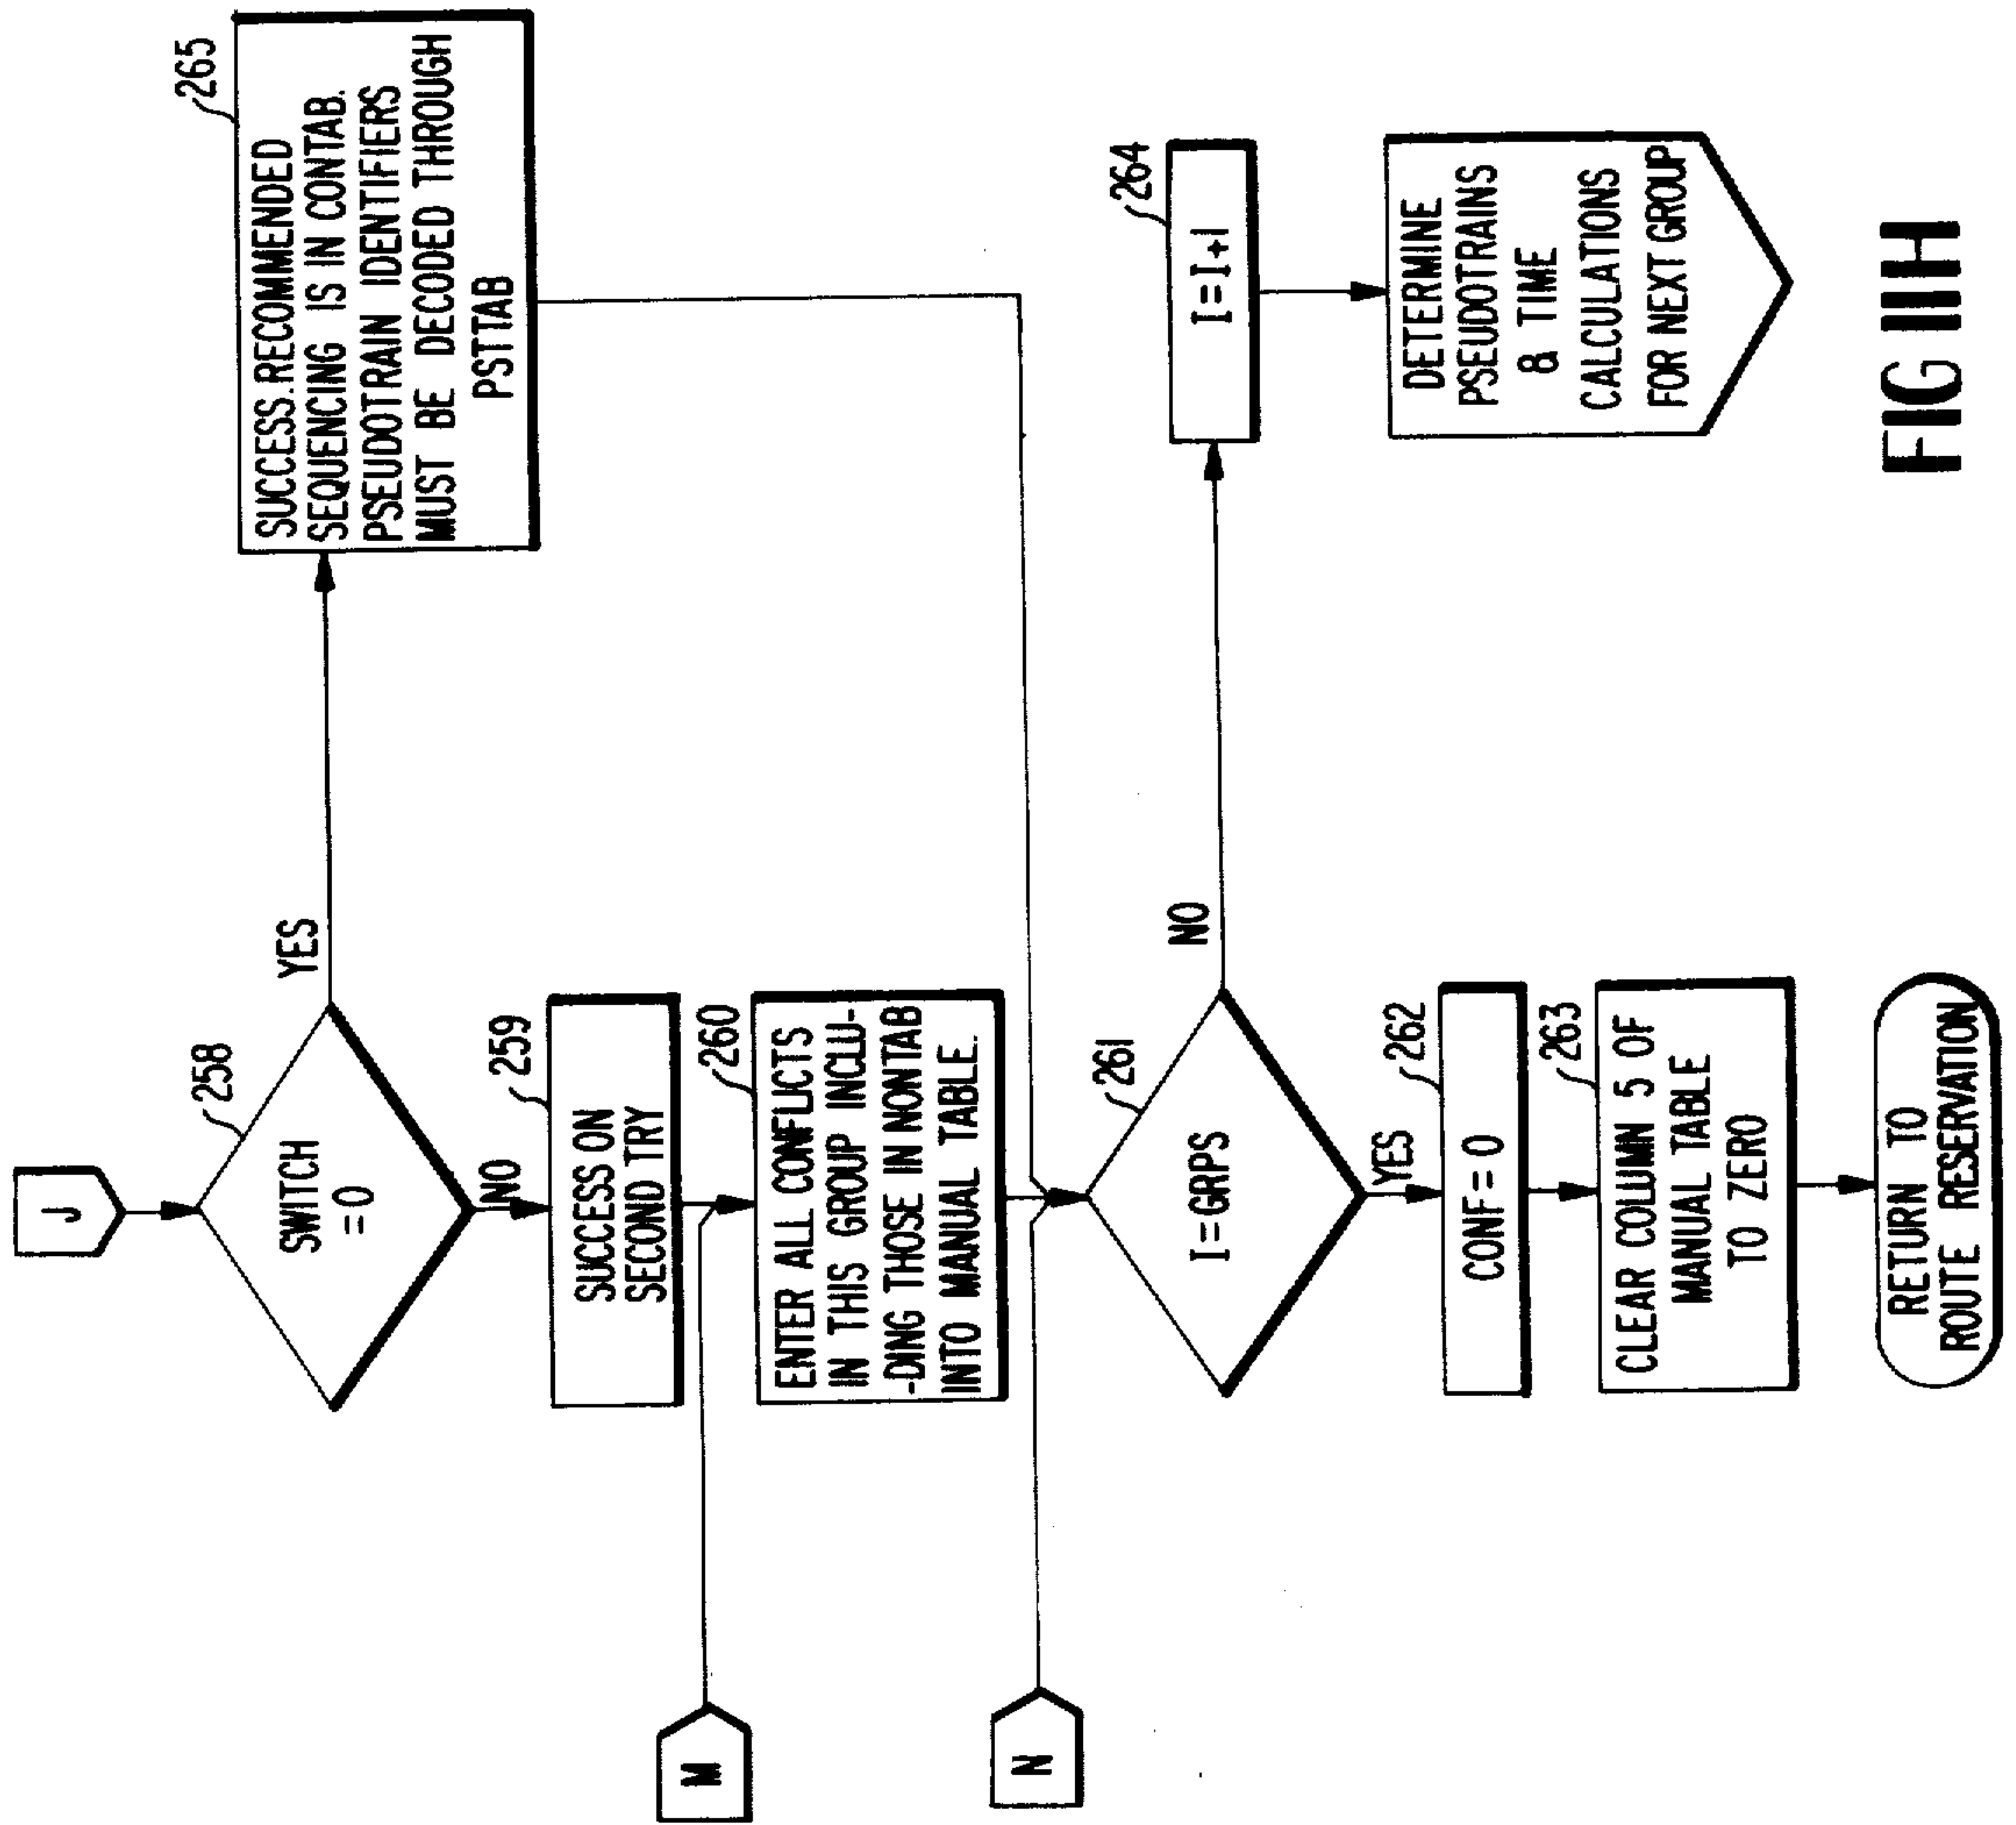 J
258
SWITCH
=0
YES
265
SUCCESS. RECOMMENDED
SEQUENCING IS IN CONTAB.
PSEUDOTRAIN IDENTIFIERS
MUST BE DECODED THROUGH
PSTTAB
NO
259
SUCCESS ON
SECOND TRY
M
260
ENTER ALL CONFLICTS
IN THIS GROUP INCLU-
-DING THOSE IN NONTAB
INTO MANUAL TABLE.
N
261
I=GRPS
NO
264
I=I+1
DETERMINE
PSEUDOTRAINS
& TIME
CALCULATIONS
FOR NEXT GROUP
YES
262
CONF=0
263
CLEAR COLUMN 5 OF
MANUAL TABLE
TO ZERO
RETURN TO
ROUTE RESERVATION
FIG 11H